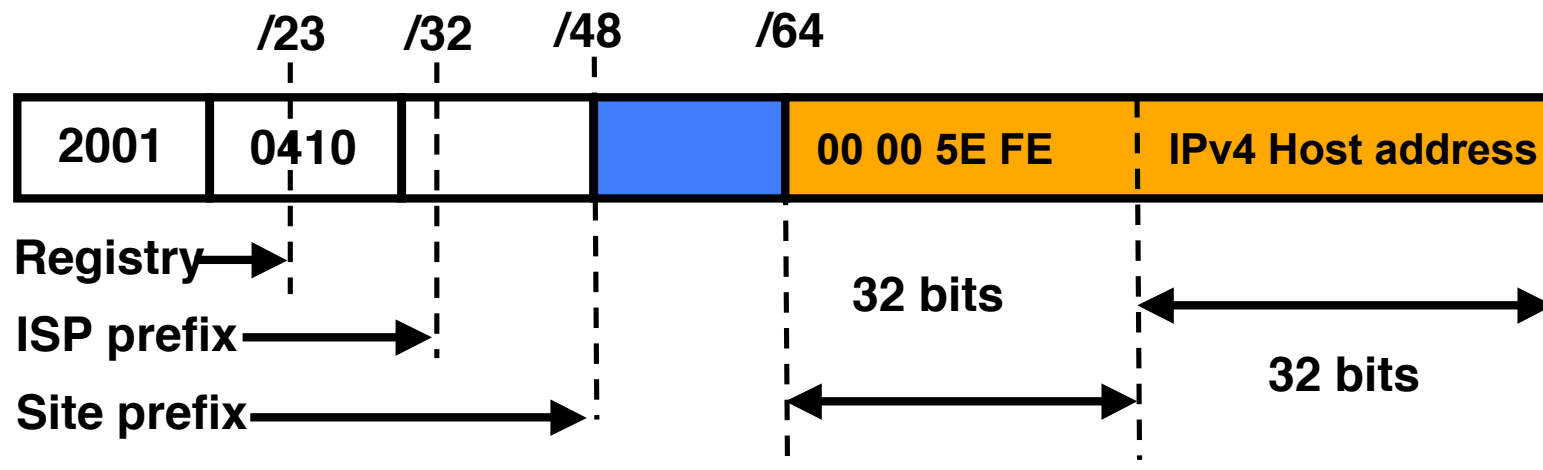 /23 /32 /48 /64
2001 0410 00 00 5E FE IPv4 Host address
Registry
32 bits
ISP prefix
32 bits
Site prefix